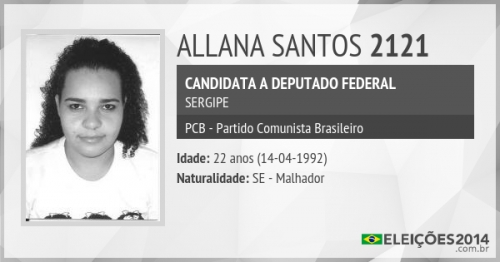 ALLANA SANTOS 2121
CANDIDATA A DEPUTADO FEDERAL
SERGIPE
PCB - Partido Comunista Brasileiro
Idade: 22 anos (14-04-1992)
Naturalidade: SE - Malhador
ELEIÇÕES2014
.com.br